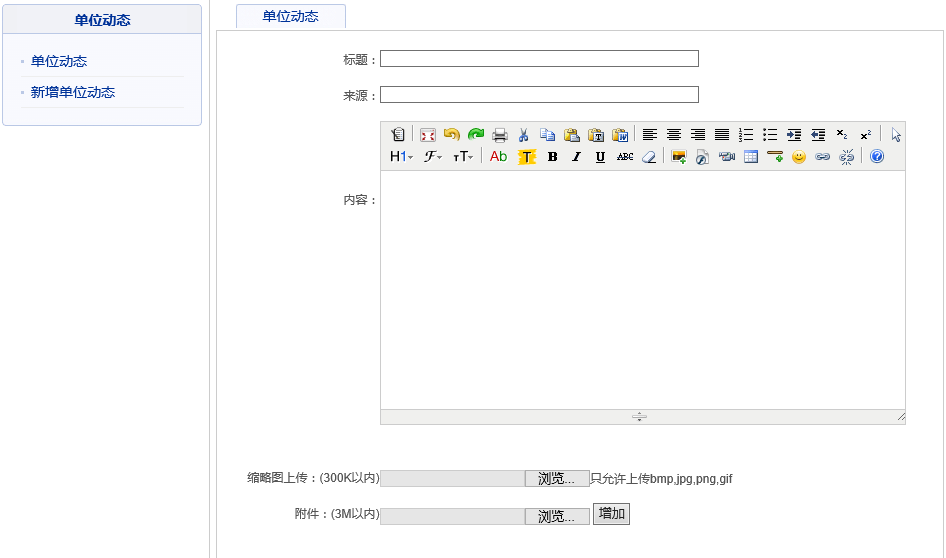 单位动态
单位动态
新增单位动态
单位动态
标题：
来源：
H1 ℱ тT Ab T B I U ABC
内容：
缩略图上传：(300K以内) 浏览... 只允许上传bmp,jpg,png,gif
附件：(3M以内) 浏览... 增加